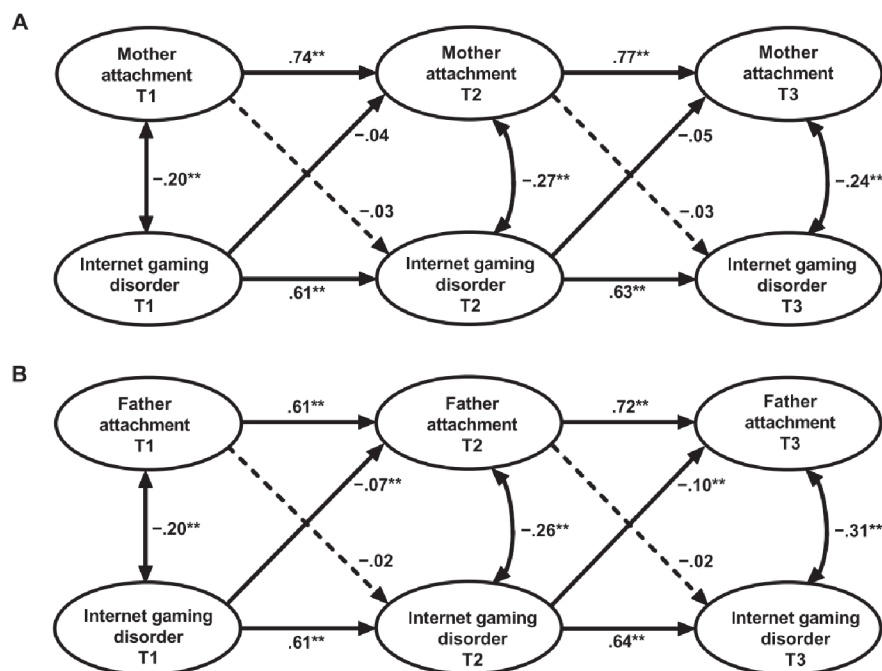 A
Mother
attachment
T1
.74**
Mother
attachment
T2
.77**
Mother
attachment
T3
−.04
−.05
−.20**
−.27**
−.24**
−.03
−.03
Internet gaming
disorder
T1
.61**
Internet gaming
disorder
T2
.63**
Internet gaming
disorder
T3
B
Father
attachment
T1
.61**
Father
attachment
T2
.72**
Father
attachment
T3
−.07**
−.10**
−.20**
−.26**
−.31**
−.02
−.02
Internet gaming
disorder
T1
.61**
Internet gaming
disorder
T2
.64**
Internet gaming
disorder
T3